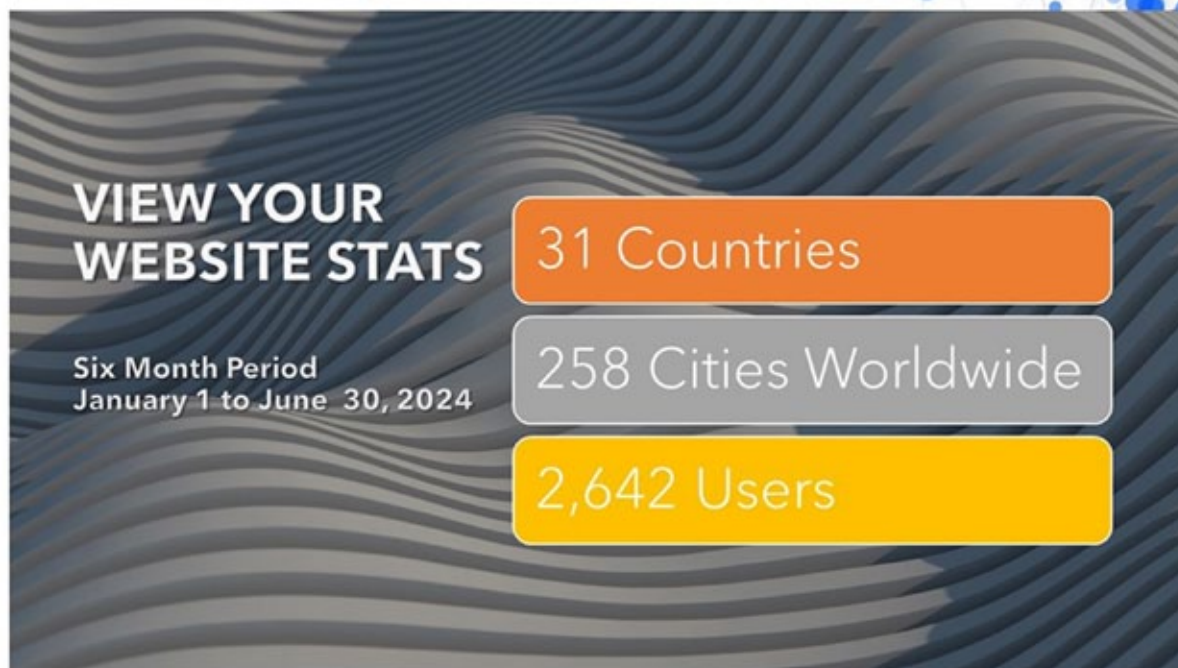 VIEW YOUR
WEBSITE STATS
Six Month Period
January 1 to June 30, 2024
31 Countries
258 Cities Worldwide
2,642 Users